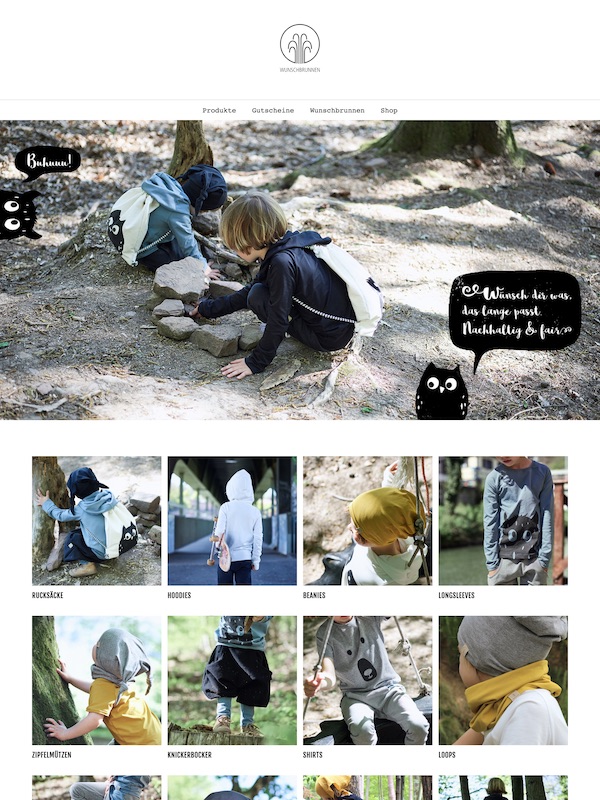 WUNSCHBRUNNEN
Produkte Gutscheine Wunschbrunnen Shop
Buhuuu!
Wünsch dir was,
das lange passt.
Nachhaltig & fair
RUCKSÄCKE HOODIES BEANIES LONGSLEEVES
ZIPFELMÜTZEN KNICKERBOCKER SHIRTS LOOPS